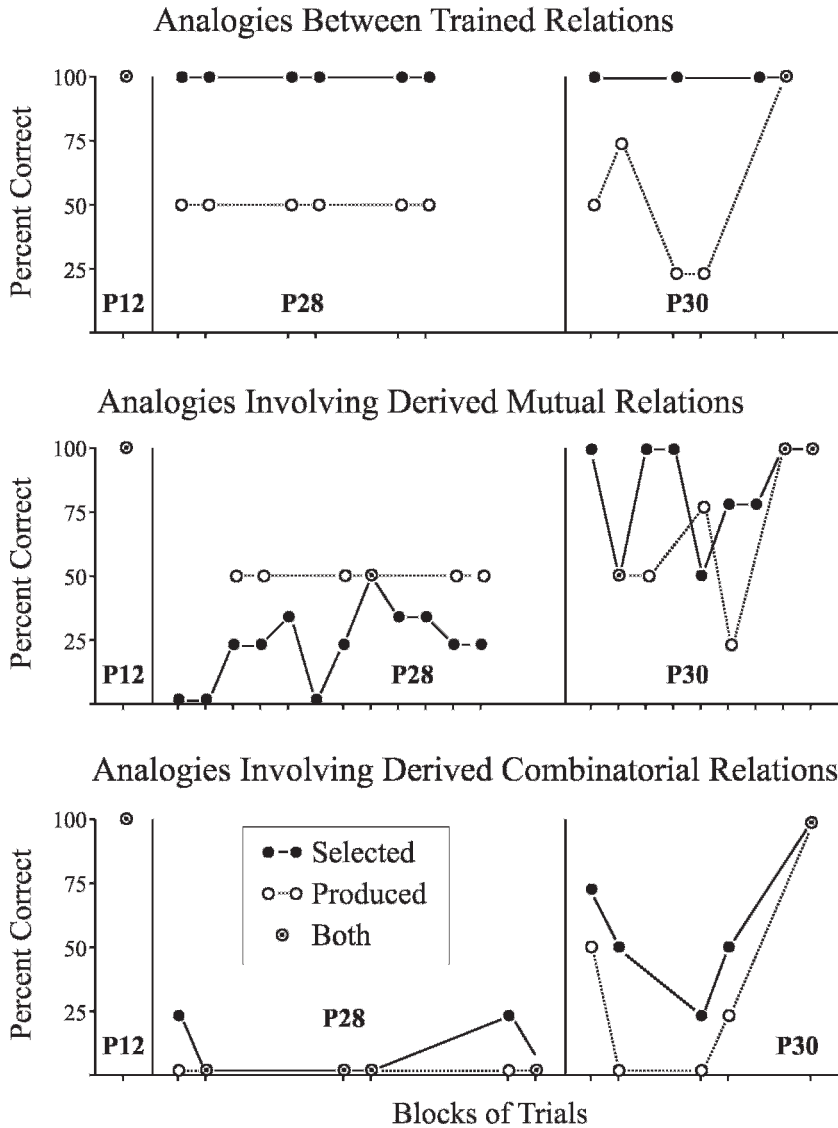 Analogies Between Trained Relations
Percent Correct
100
75
50
25
P12
P28
P30
Analogies Involving Derived Mutual Relations
Percent Correct
100
75
50
25
P12
P28
P30
Analogies Involving Derived Combinatorial Relations
Percent Correct
100
75
50
25
Selected
Produced
Both
P12
P28
P30
Blocks of Trials